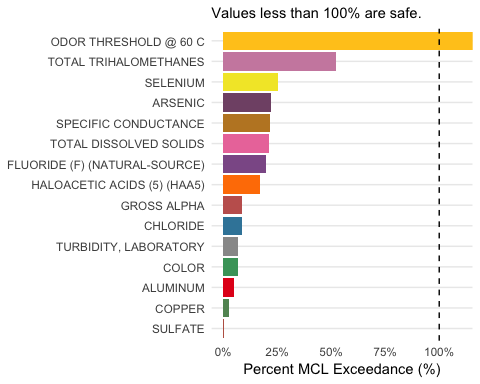 Values less than 100% are safe.
ODOR THRESHOLD @ 60 C
TOTAL TRIHALOMETHANES
SELENIUM
ARSENIC
SPECIFIC CONDUCTANCE
TOTAL DISSOLVED SOLIDS
FLUORIDE (F) (NATURAL-SOURCE)
HALOACETIC ACIDS (5) (HAA5)
GROSS ALPHA
CHLORIDE
TURBIDITY, LABORATORY
COLOR
ALUMINUM
COPPER
SULFATE
0% 25% 50% 75% 100%
Percent MCL Exceedance (%)